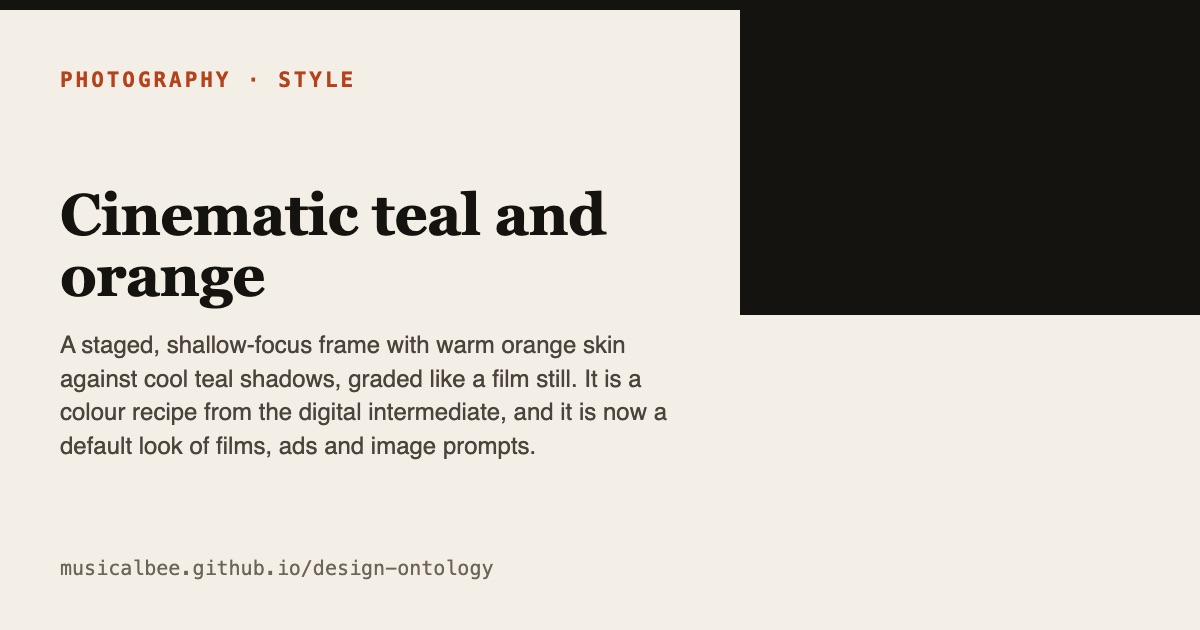 PHOTOGRAPHY · STYLE
Cinematic teal and
orange
A staged, shallow-focus frame with warm orange skin
against cool teal shadows, graded like a film still. It is a
colour recipe from the digital intermediate, and it is now a
default look of films, ads and image prompts.
musicalbee.github.io/design-ontology